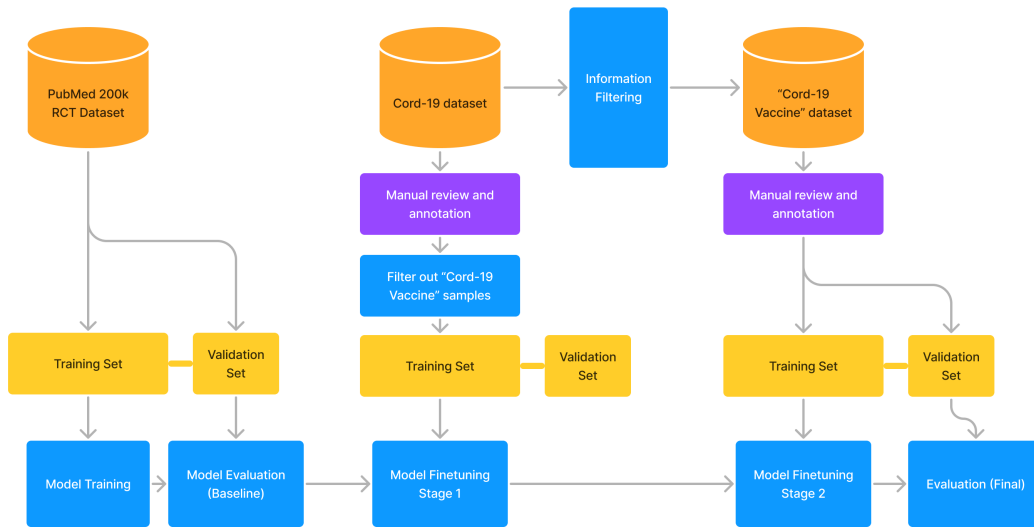 PubMed 200k
RCT Dataset
Cord-19 dataset
Information
Filtering
“Cord-19
Vaccine” dataset
Manual review and
annotation
Manual review and
annotation
Filter out “Cord-19
Vaccine” samples
Training Set
Validation
Set
Training Set
Validation
Set
Training Set
Validation
Set
Model Training
Model Evaluation
(Baseline)
Model Finetuning
Stage 1
Model Finetuning
Stage 2
Evaluation (Final)